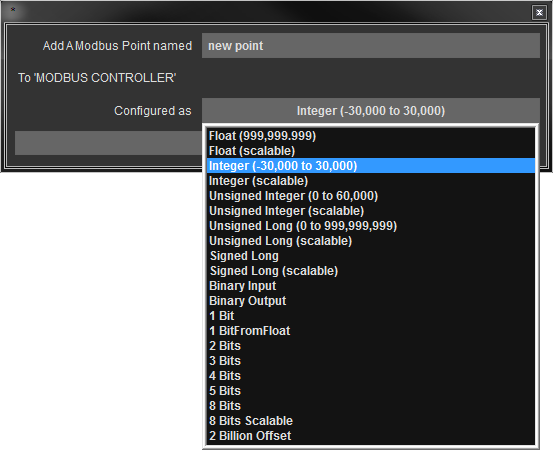 *
x
Add A Modbus Point named new point
To 'MODBUS CONTROLLER'
Configured as Integer (-30,000 to 30,000)
Float (999,999.999)
Float (scalable)
Integer (-30,000 to 30,000)
Integer (scalable)
Unsigned Integer (0 to 60,000)
Unsigned Integer (scalable)
Unsigned Long (0 to 999,999,999)
Unsigned Long (scalable)
Signed Long
Signed Long (scalable)
Binary Input
Binary Output
1 Bit
1 BitFromFloat
2 Bits
3 Bits
4 Bits
5 Bits
8 Bits
8 Bits Scalable
2 Billion Offset